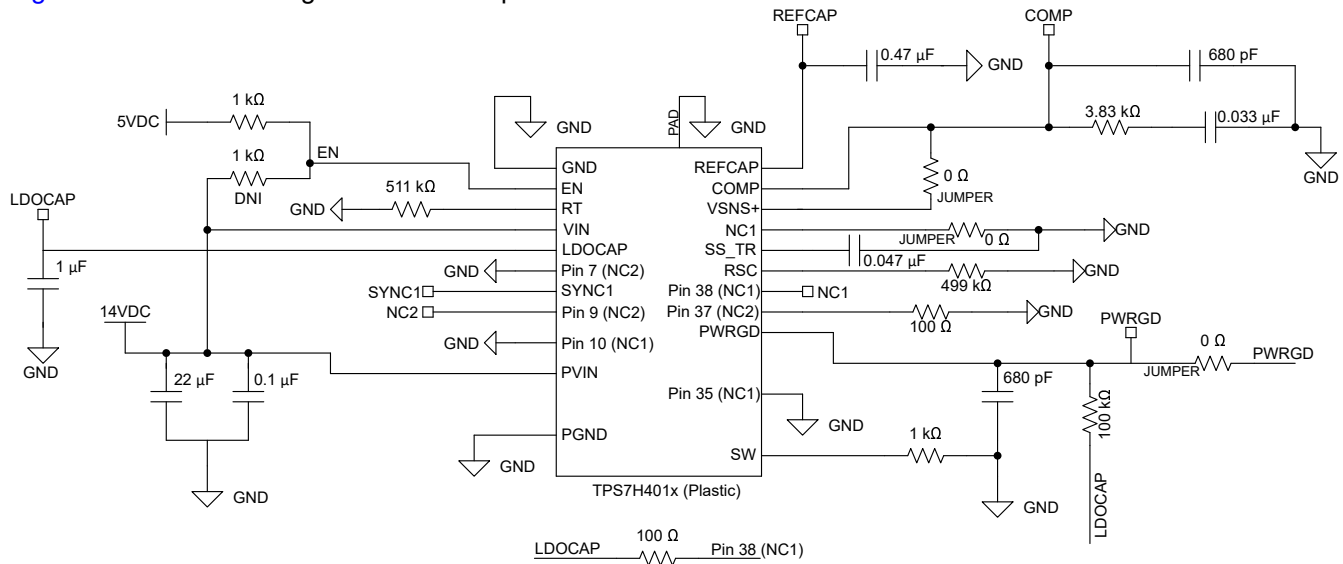 REFCAP
COMP
0.47 µF
GND
680 pF
3.83 kΩ
0.033 µF
GND
1 kΩ
5VDC
EN
1 kΩ
DNI
GND
PAD
GND
LDOCAP
1 µF
GND
511 kΩ
GND
GND
SYNC1
NC2
GND
14VDC
22 µF
0.1 µF
GND
GND
GND
EN
RT
VIN
LDOCAP
Pin 7 (NC2)
SYNC1
Pin 9 (NC2)
Pin 10 (NC1)
PVIN
PGND
REFCAP
COMP
VSNS+
NC1
SS_TR
RSC
Pin 38 (NC1)
Pin 37 (NC2)
PWRGD
Pin 35 (NC1)
SW
TPS7H401x (Plastic)
0 Ω
JUMPER
JUMPER
0 Ω
GND
0.047 µF
499 kΩ
GND
NC1
100 Ω
GND
PWRGD
0 Ω
JUMPER
PWRGD
680 pF
100 kΩ
LDOCAP
GND
1 kΩ
GND
100 Ω
LDOCAP
Pin 38 (NC1)